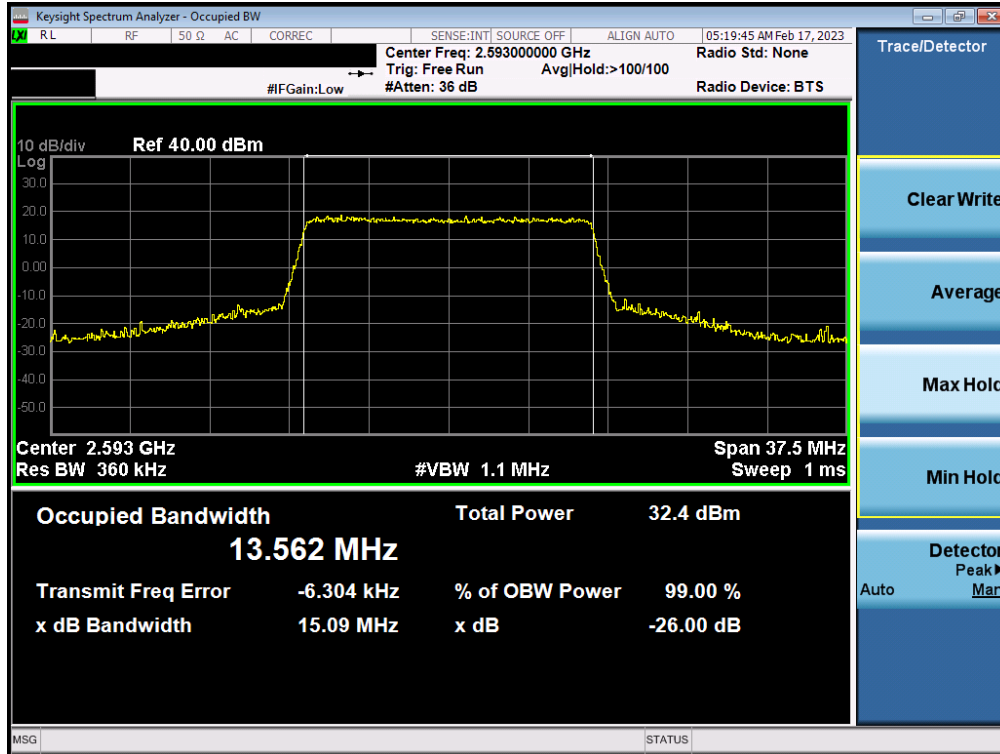 Keysight Spectrum Analyzer - Occupied BW
LXI RL RF 50 Ω AC CORREC SENSE:INT SOURCE OFF ALIGN AUTO 05:19:45 AM Feb 17, 2023
Center Freq: 2.593000000 GHz Radio Std: None
Trig: Free Run Avg|Hold:>100/100
#IFGain:Low #Atten: 36 dB Radio Device: BTS
10 dB/div Ref 40.00 dBm
Log
30.0
20.0
10.0
0.00
-10.0
-20.0
-30.0
-40.0
-50.0
Center 2.593 GHz Span 37.5 MHz
Res BW 360 kHz #VBW 1.1 MHz Sweep 1 ms
Occupied Bandwidth Total Power 32.4 dBm
13.562 MHz
Transmit Freq Error -6.304 kHz % of OBW Power 99.00 %
x dB Bandwidth 15.09 MHz x dB -26.00 dB
MSG STATUS
Trace/Detector
Clear Write
Average
Max Hold
Min Hold
Detector
Peak▶
Auto Man